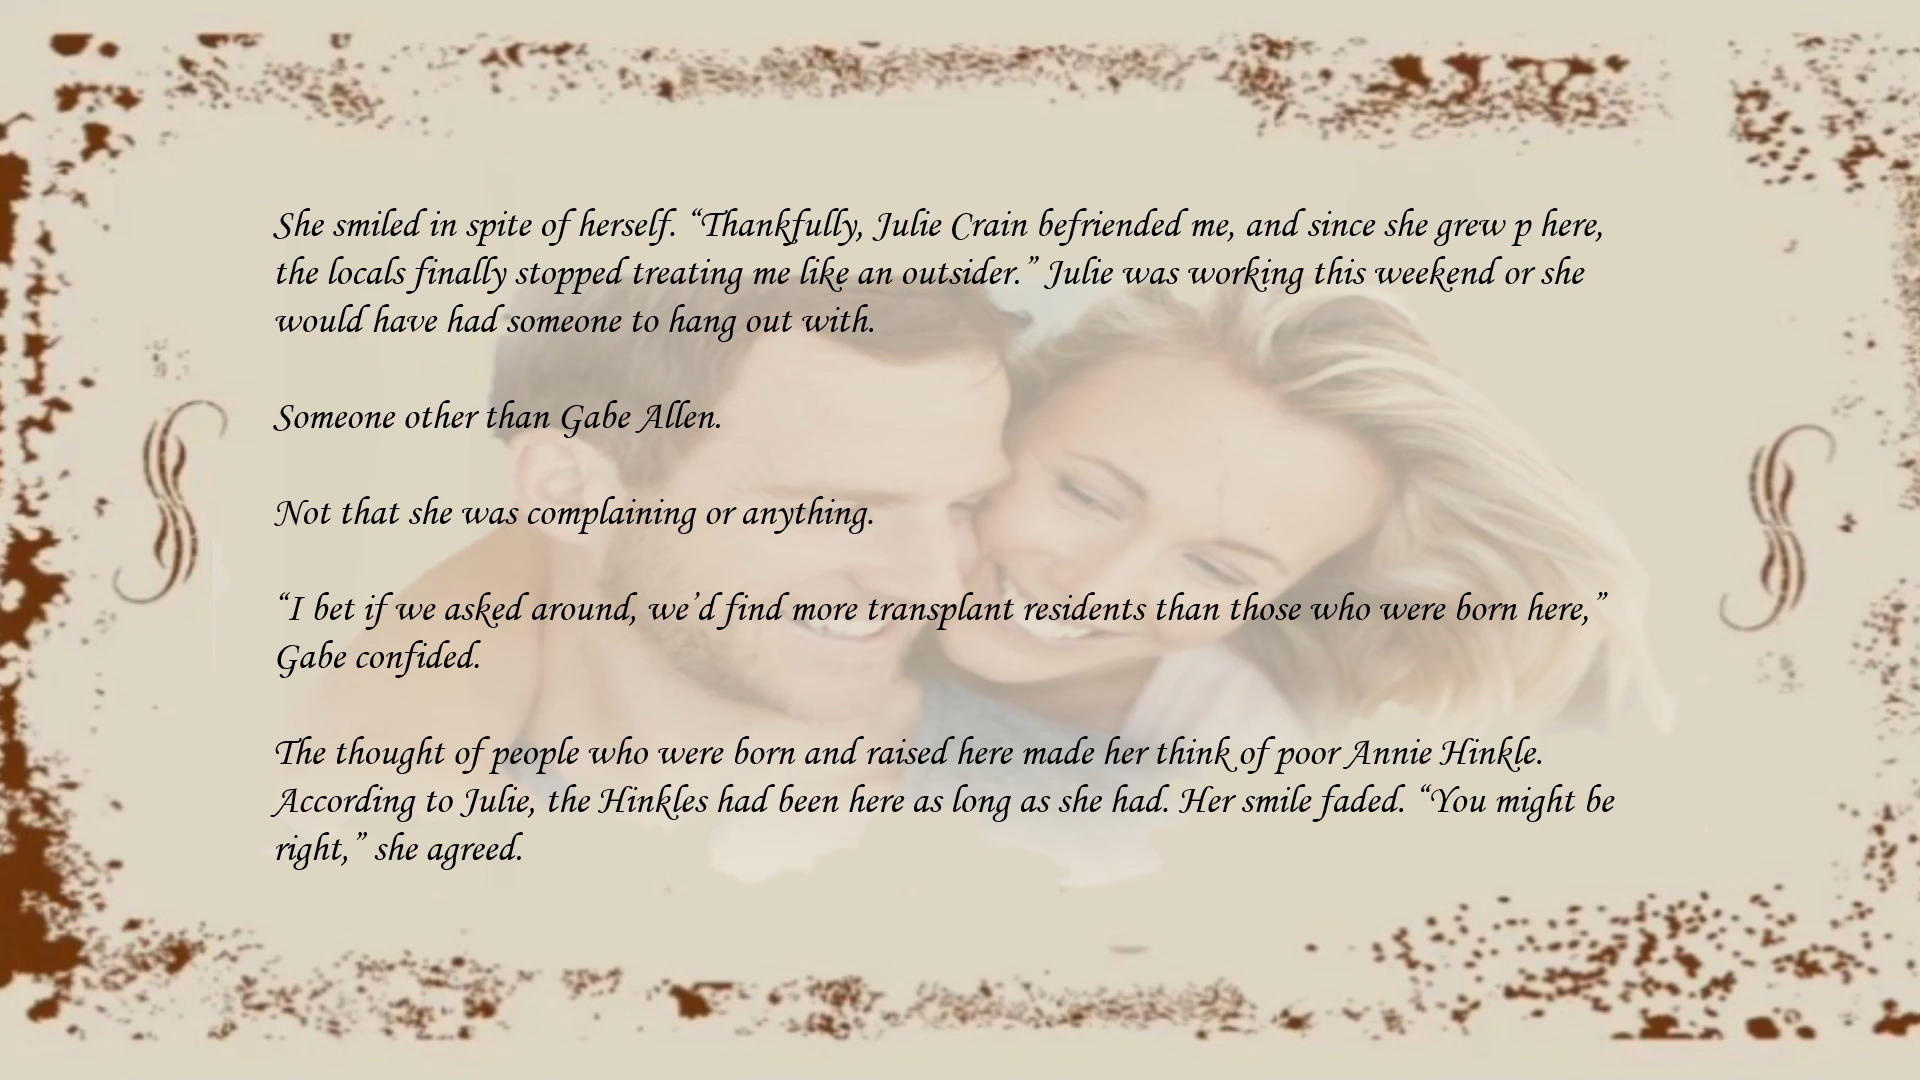 She smiled in spite of herself. “Thankfully, Julie Crain befriended me, and since she grew p here,
the locals finally stopped treating me like an outsider.” Julie was working this weekend or she
would have had someone to hang out with.
Someone other than Gabe Allen.
Not that she was complaining or anything.
“I bet if we asked around, we’d find more transplant residents than those who were born here,”
Gabe confided.
The thought of people who were born and raised here made her think of poor Annie Hinkle.
According to Julie, the Hinkles had been here as long as she had. Her smile faded. “You might be
right,” she agreed.